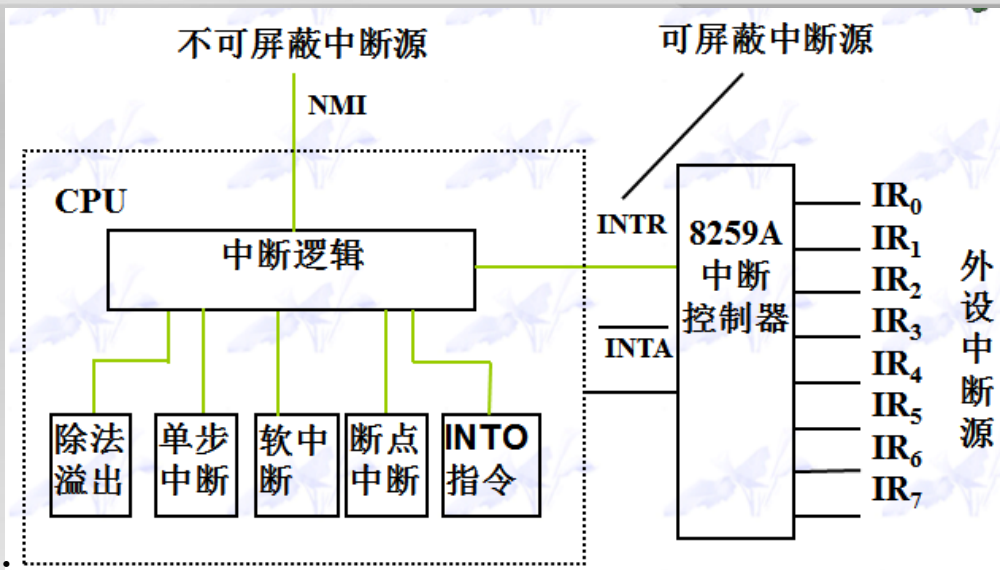 不可屏蔽中断源
可屏蔽中断源
NMI
CPU
中断逻辑
INTR
INTA
8259A
中断
控制器
IR0
IR1
IR2
IR3
IR4
IR5
IR6
IR7
外
设
中
断
源
除法
溢出
单步
中断
软中
断
断点
中断
INTO
指令